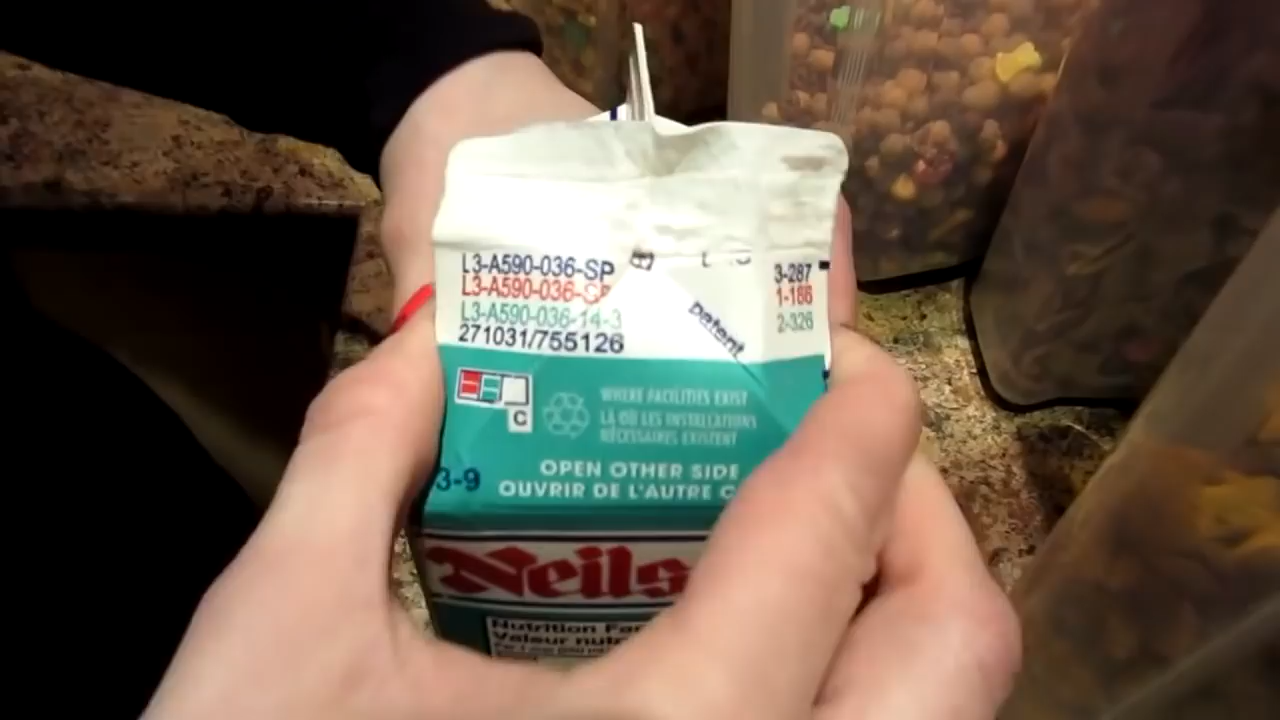 L3-A590-036-SP
3-287
L3-A590-036-SP
1-186
L3-A590-036-14-3
2-326
271031/755126
patent
C
WHERE FACILITIES EXIST
LÀ OÙ LES INSTALLATIONS
NÉCESSAIRES EXISTENT
3-9
OPEN OTHER SIDE
OUVRIR DE L'AUTRE C
Neils
Nutrition Fa
Valeur nutr